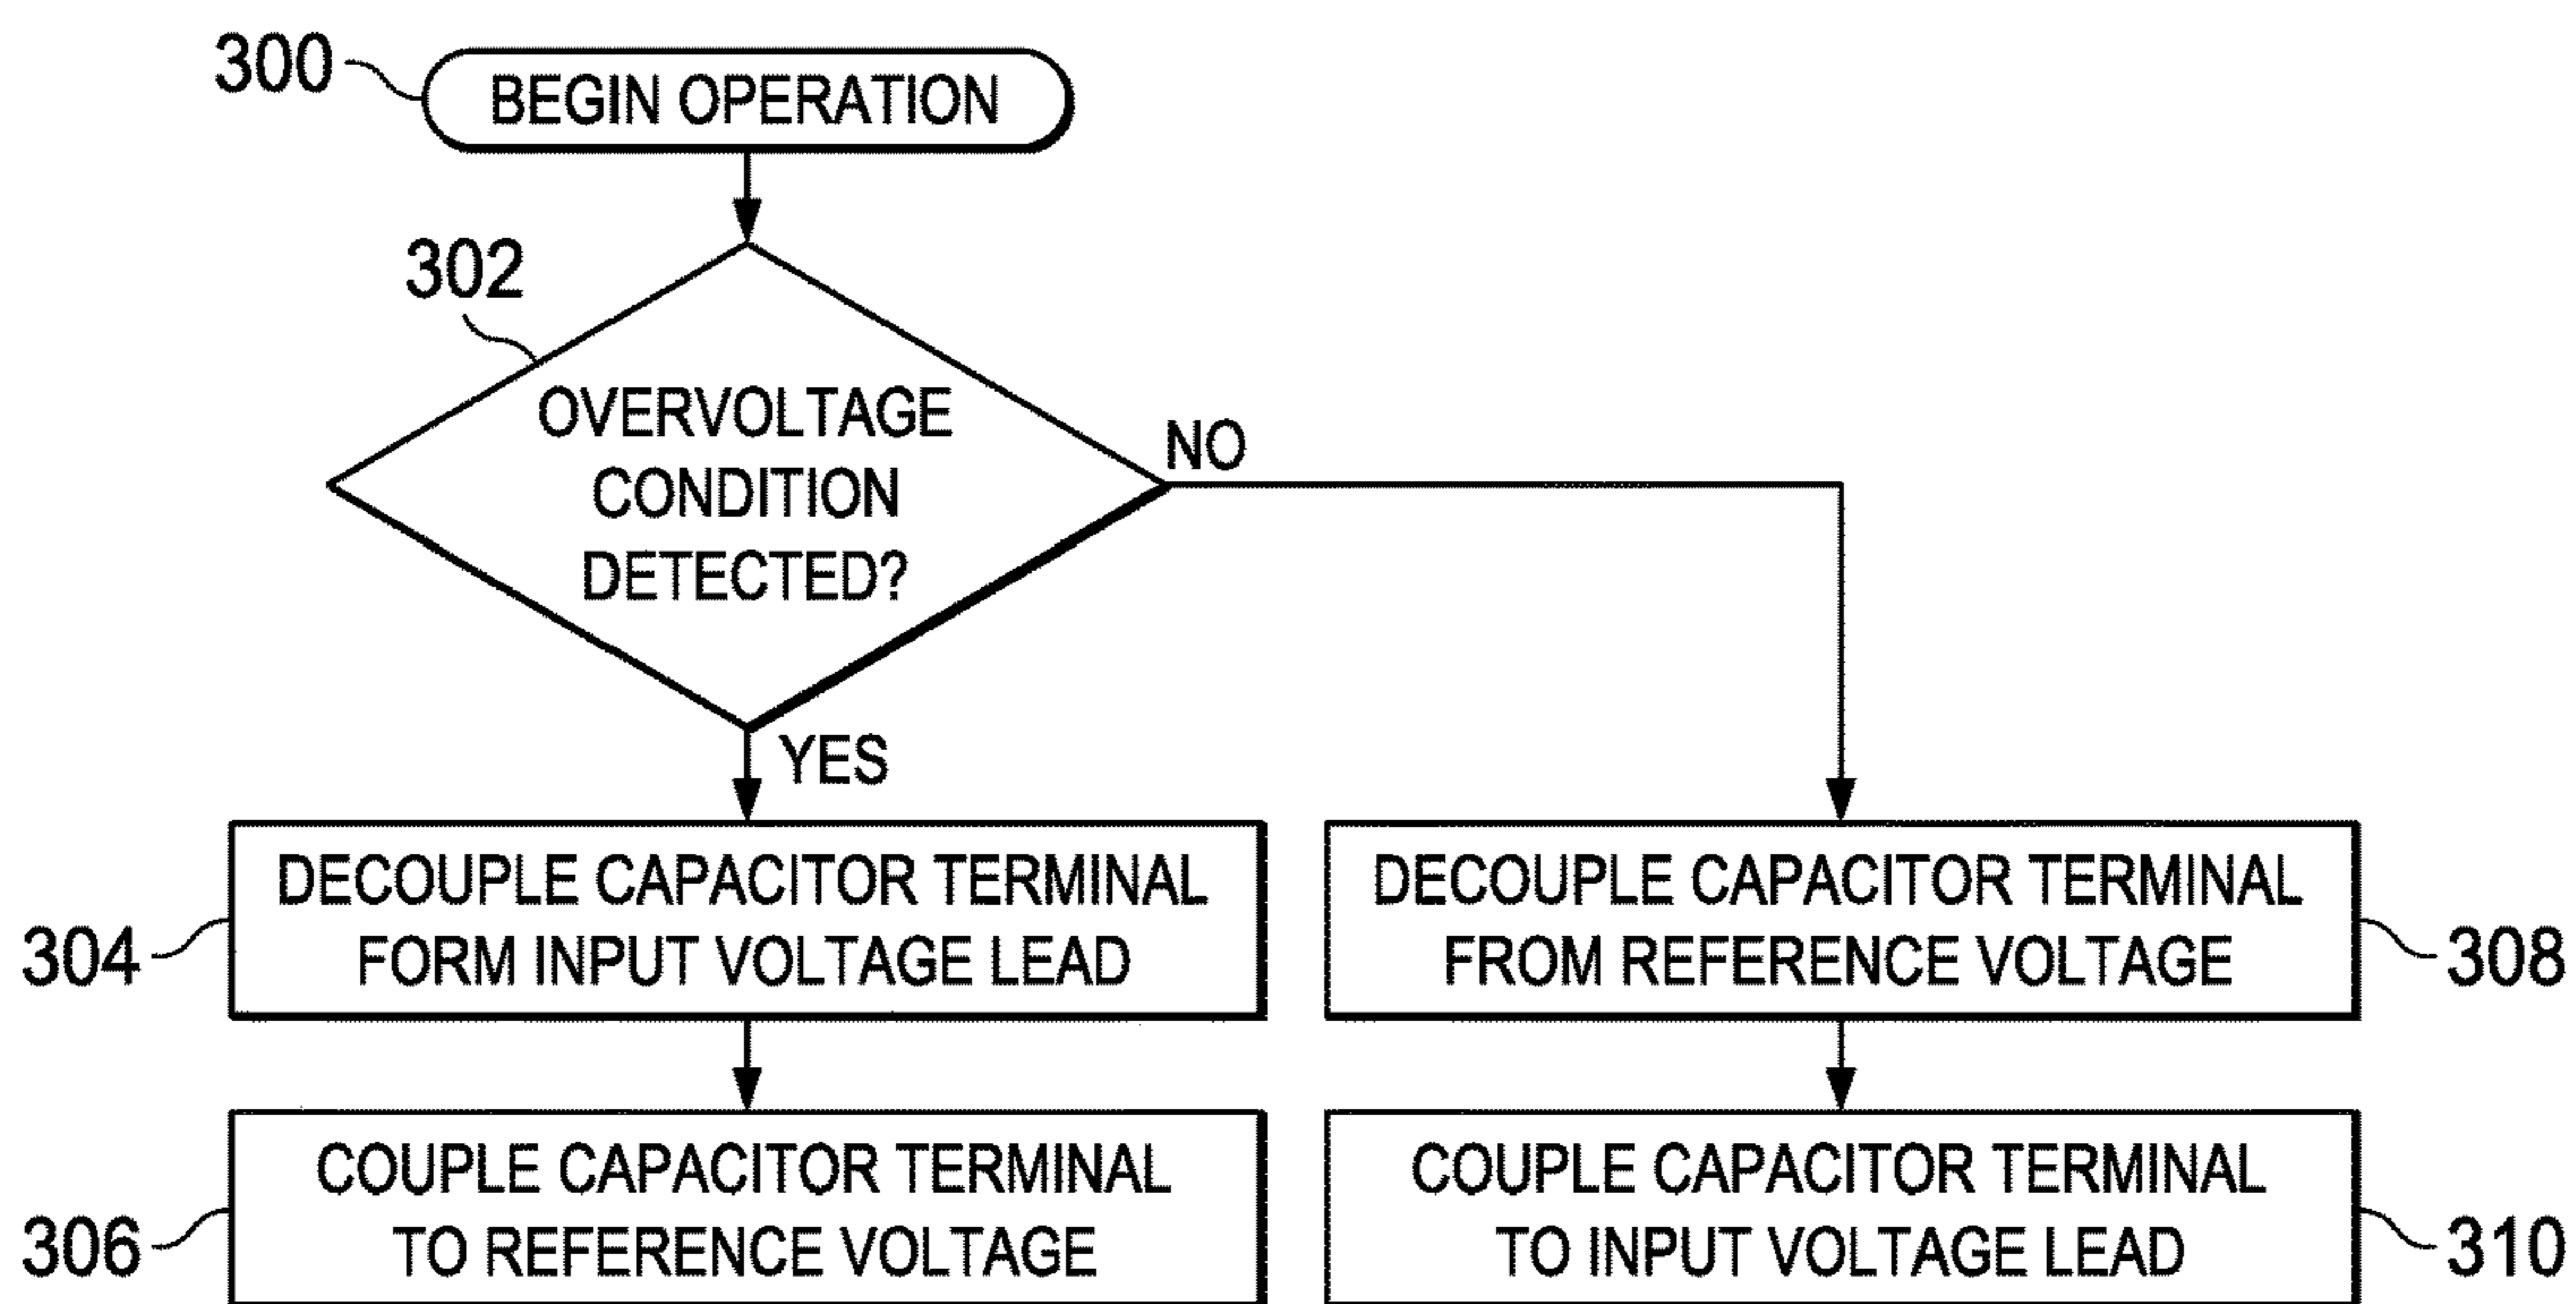 300
BEGIN OPERATION
302
OVERVOLTAGE
CONDITION
DETECTED?
NO
YES
304
DECOUPLE CAPACITOR TERMINAL
FORM INPUT VOLTAGE LEAD
DECOUPLE CAPACITOR TERMINAL
FROM REFERENCE VOLTAGE
308
306
COUPLE CAPACITOR TERMINAL
TO REFERENCE VOLTAGE
COUPLE CAPACITOR TERMINAL
TO INPUT VOLTAGE LEAD
310